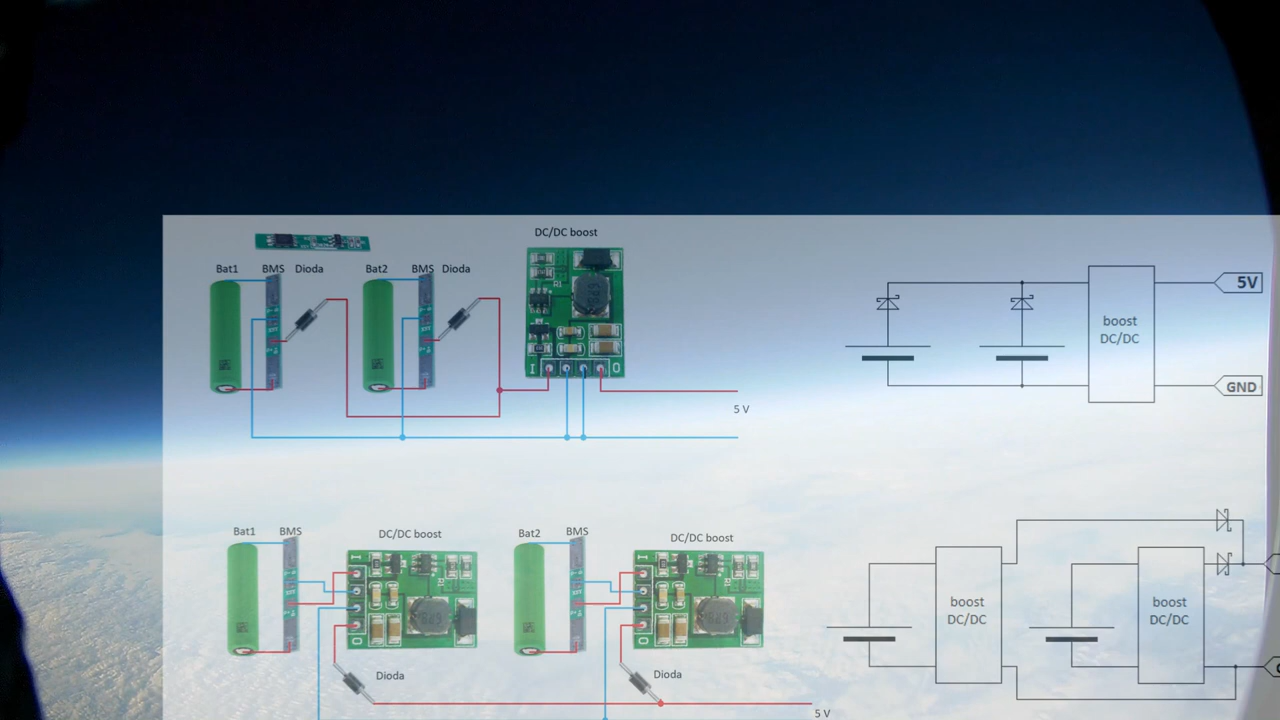 DC/DC boost
Bat1 BMS Dioda Bat2 BMS Dioda
5V
boost
DC/DC
GND
5 V
Bat1 BMS DC/DC boost Bat2 BMS DC/DC boost
boost
DC/DC
boost
DC/DC
Dioda Dioda
5 V